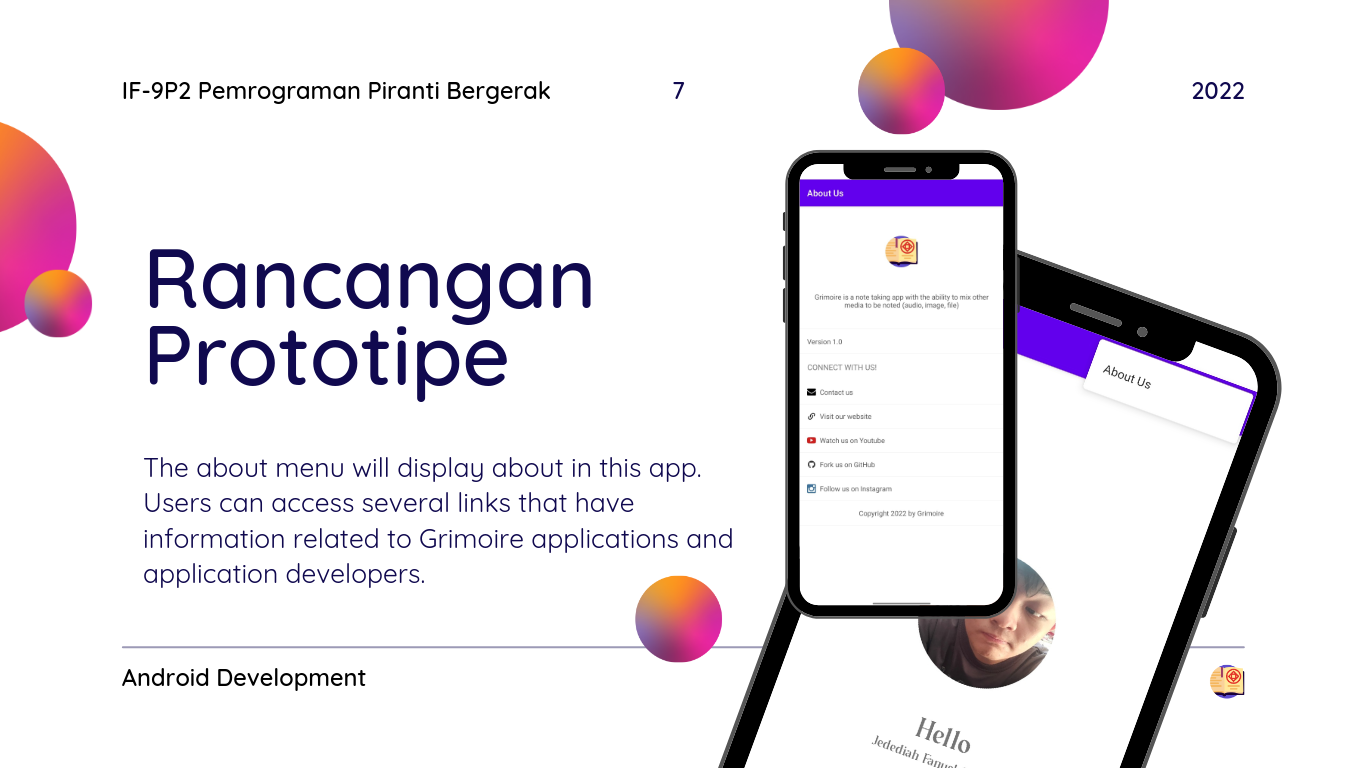 IF-9P2 Pemrograman Piranti Bergerak
7
2022
Rancangan
Prototipe
The about menu will display about in this app.
Users can access several links that have
information related to Grimoire applications and
application developers.
About Us
Grimoire is a note taking app with the ability to mix other
media to be noted (audio, image, file)
Version 1.0
CONNECT WITH US!
Contact us
Visit our website
Watch us on Youtube
Fork us on GitHub
Follow us on Instagram
Copyright 2022 by Grimoire
About Us
Hello
Jedediah
Android Development